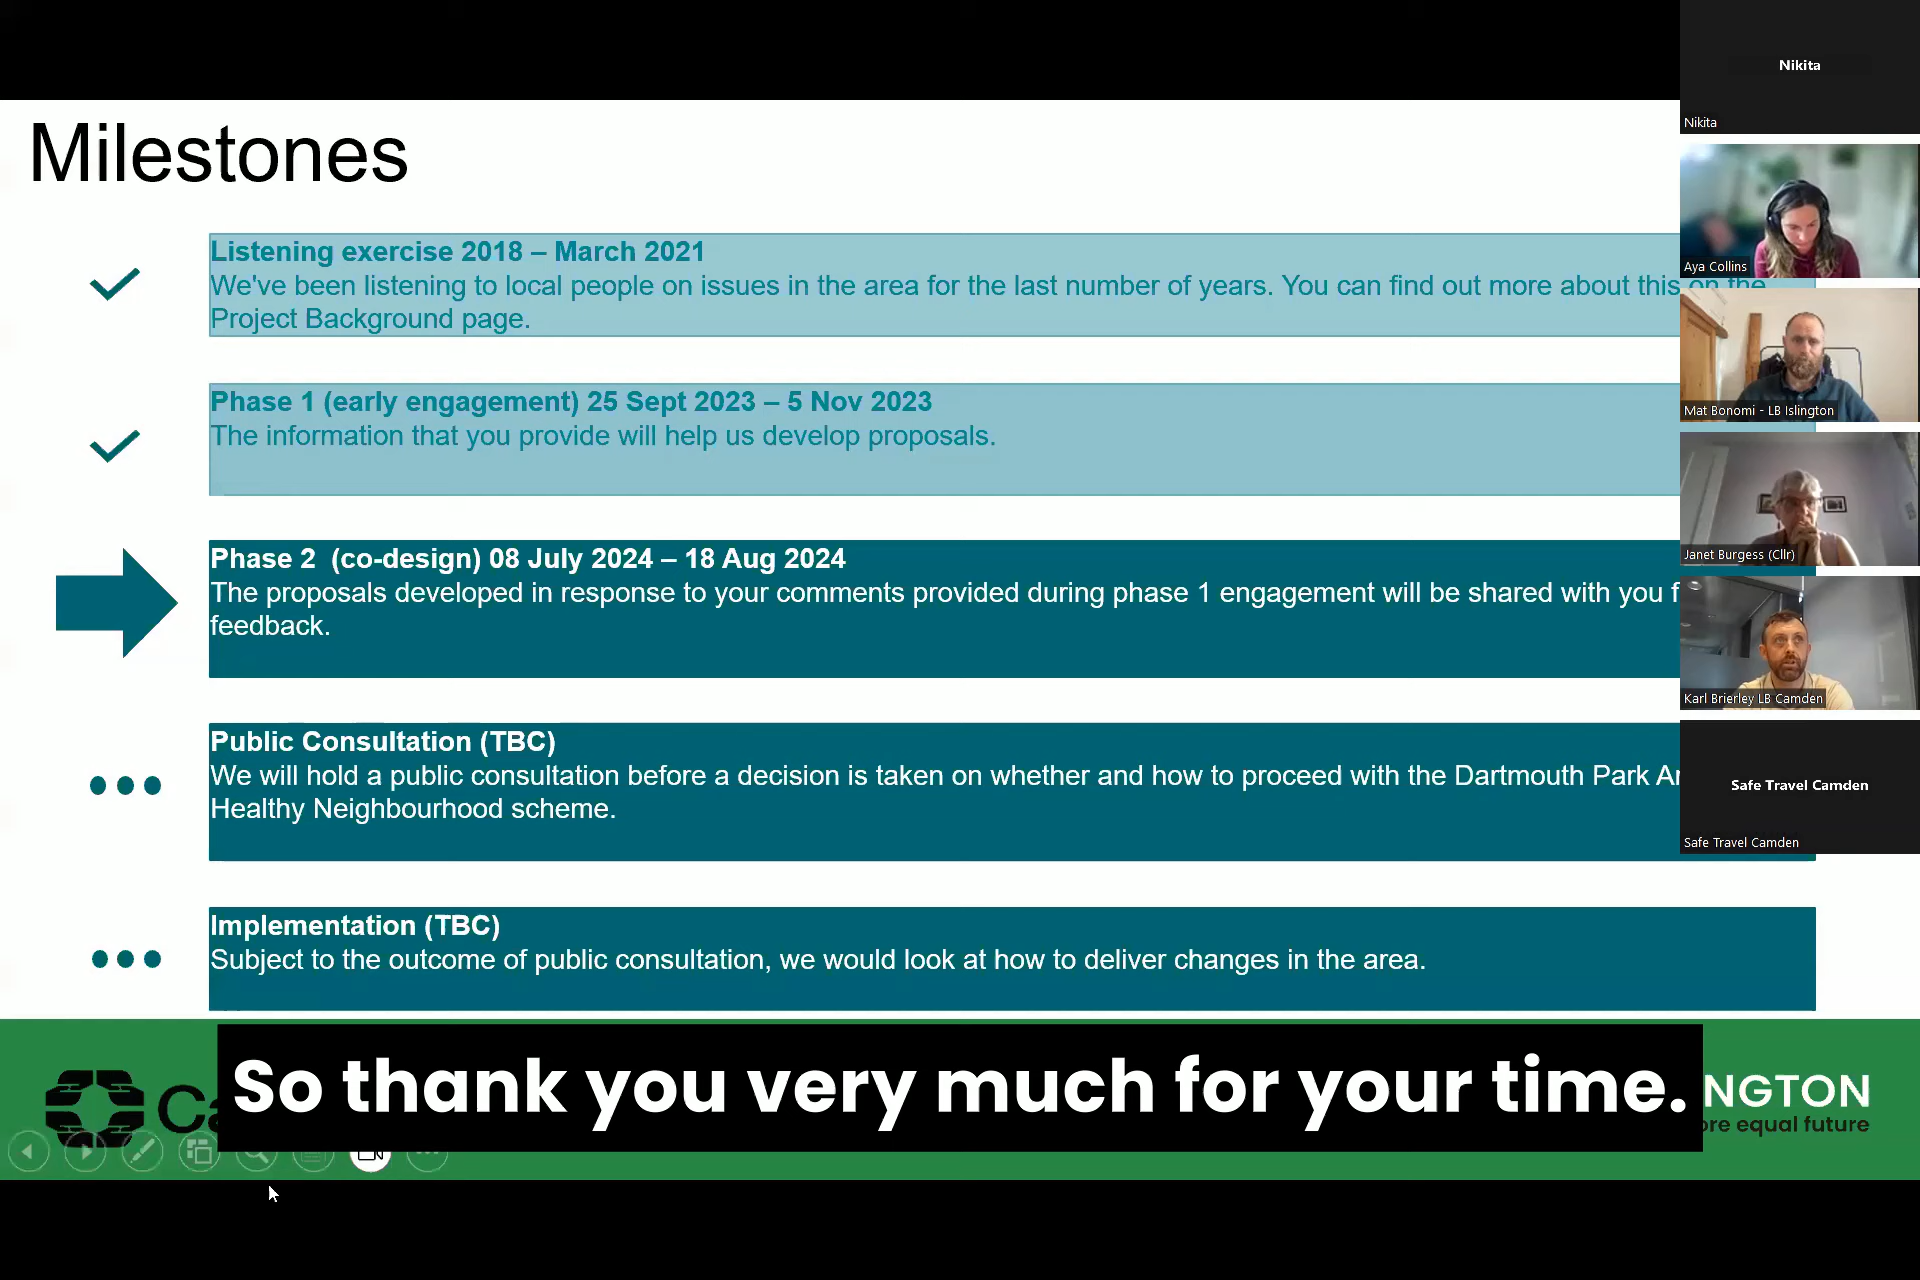 Milestones
Listening exercise 2018 – March 2021
We've been listening to local people on issues in the area for the last number of years. You can find out more about this on the
Project Background page.
Phase 1 (early engagement) 25 Sept 2023 – 5 Nov 2023
The information that you provide will help us develop proposals.
Phase 2 (co-design) 08 July 2024 – 18 Aug 2024
The proposals developed in response to your comments provided during phase 1 engagement will be shared with you f
feedback.
Public Consultation (TBC)
We will hold a public consultation before a decision is taken on whether and how to proceed with the Dartmouth Park Ar
Healthy Neighbourhood scheme.
Implementation (TBC)
Subject to the outcome of public consultation, we would look at how to deliver changes in the area.
So thank you very much for your time.
Ca
NGTON
ore equal future
Nikita
Nikita
Aya Collins
Mat Bonomi - LB Islington
Janet Burgess (Cllr)
Karl Brierley LB Camden
Safe Travel Camden
Safe Travel Camden